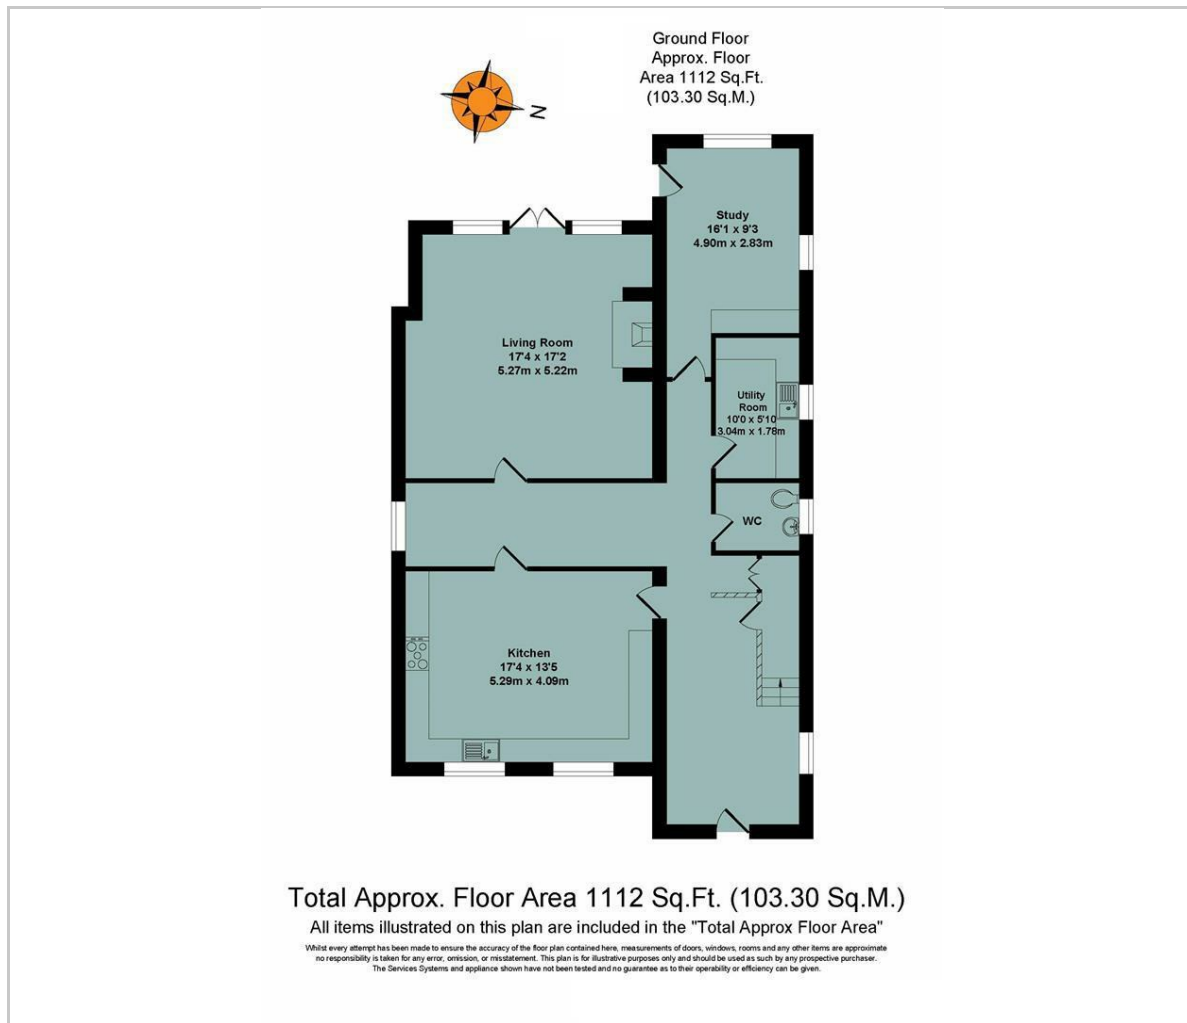 Ground Floor
Approx. Floor
Area 1112 Sq.Ft.
(103.30 Sq.M.)
N
Study
16'1 x 9'3
4.90m x 2.83m
Living Room
17'4 x 17'2
5.27m x 5.22m
Utility
Room
10'0 x 5'10
3.04m x 1.78m
WC
Kitchen
17'4 x 13'5
5.29m x 4.09m
Total Approx. Floor Area 1112 Sq.Ft. (103.30 Sq.M.)
All items illustrated on this plan are included in the "Total Approx Floor Area"
Whilst every attempt has been made to ensure the accuracy of the floor plan contained here, measurements of doors, windows, rooms and any other items are approximate
no responsibility is taken for any error, omission, or misstatement. This plan is for illustrative purposes only and should be used as such by any prospective purchaser.
The Services Systems and appliance shown have not been tested and no guarantee as to their operability or efficiency can be given.